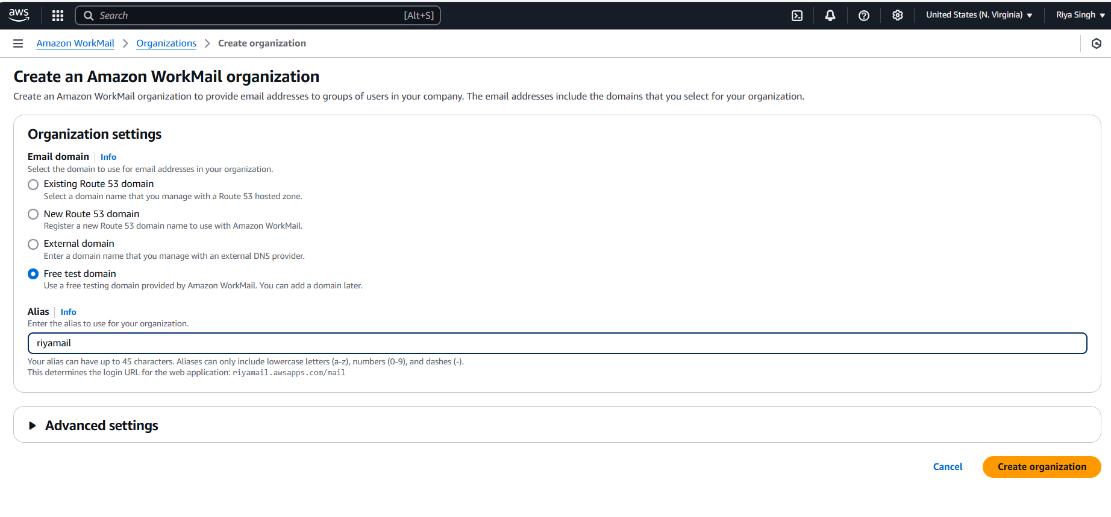 aws
Search [Alt+S]
United States (N. Virginia) Riya Singh
Amazon WorkMail > Organizations > Create organization
Create an Amazon WorkMail organization
Create an Amazon WorkMail organization to provide email addresses to groups of users in your company. The email addresses include the domains that you select for your organization.
Organization settings
Email domain | Info
Select the domain to use for email addresses in your organization.
Existing Route 53 domain
Select a domain name that you manage with a Route 53 hosted zone.
New Route 53 domain
Register a new Route 53 domain name to use with Amazon WorkMail.
External domain
Enter a domain name that you manage with an external DNS provider.
Free test domain
Use a free testing domain provided by Amazon WorkMail. You can add a domain later.
Alias | Info
Enter the alias to use for your organization.
riyamail
Your alias can have up to 45 characters. Aliases can only include lowercase letters (a-z), numbers (0-9), and dashes (-).
This determines the login URL for the web application: riyamail.awsapps.com/mail
Advanced settings
Cancel Create organization